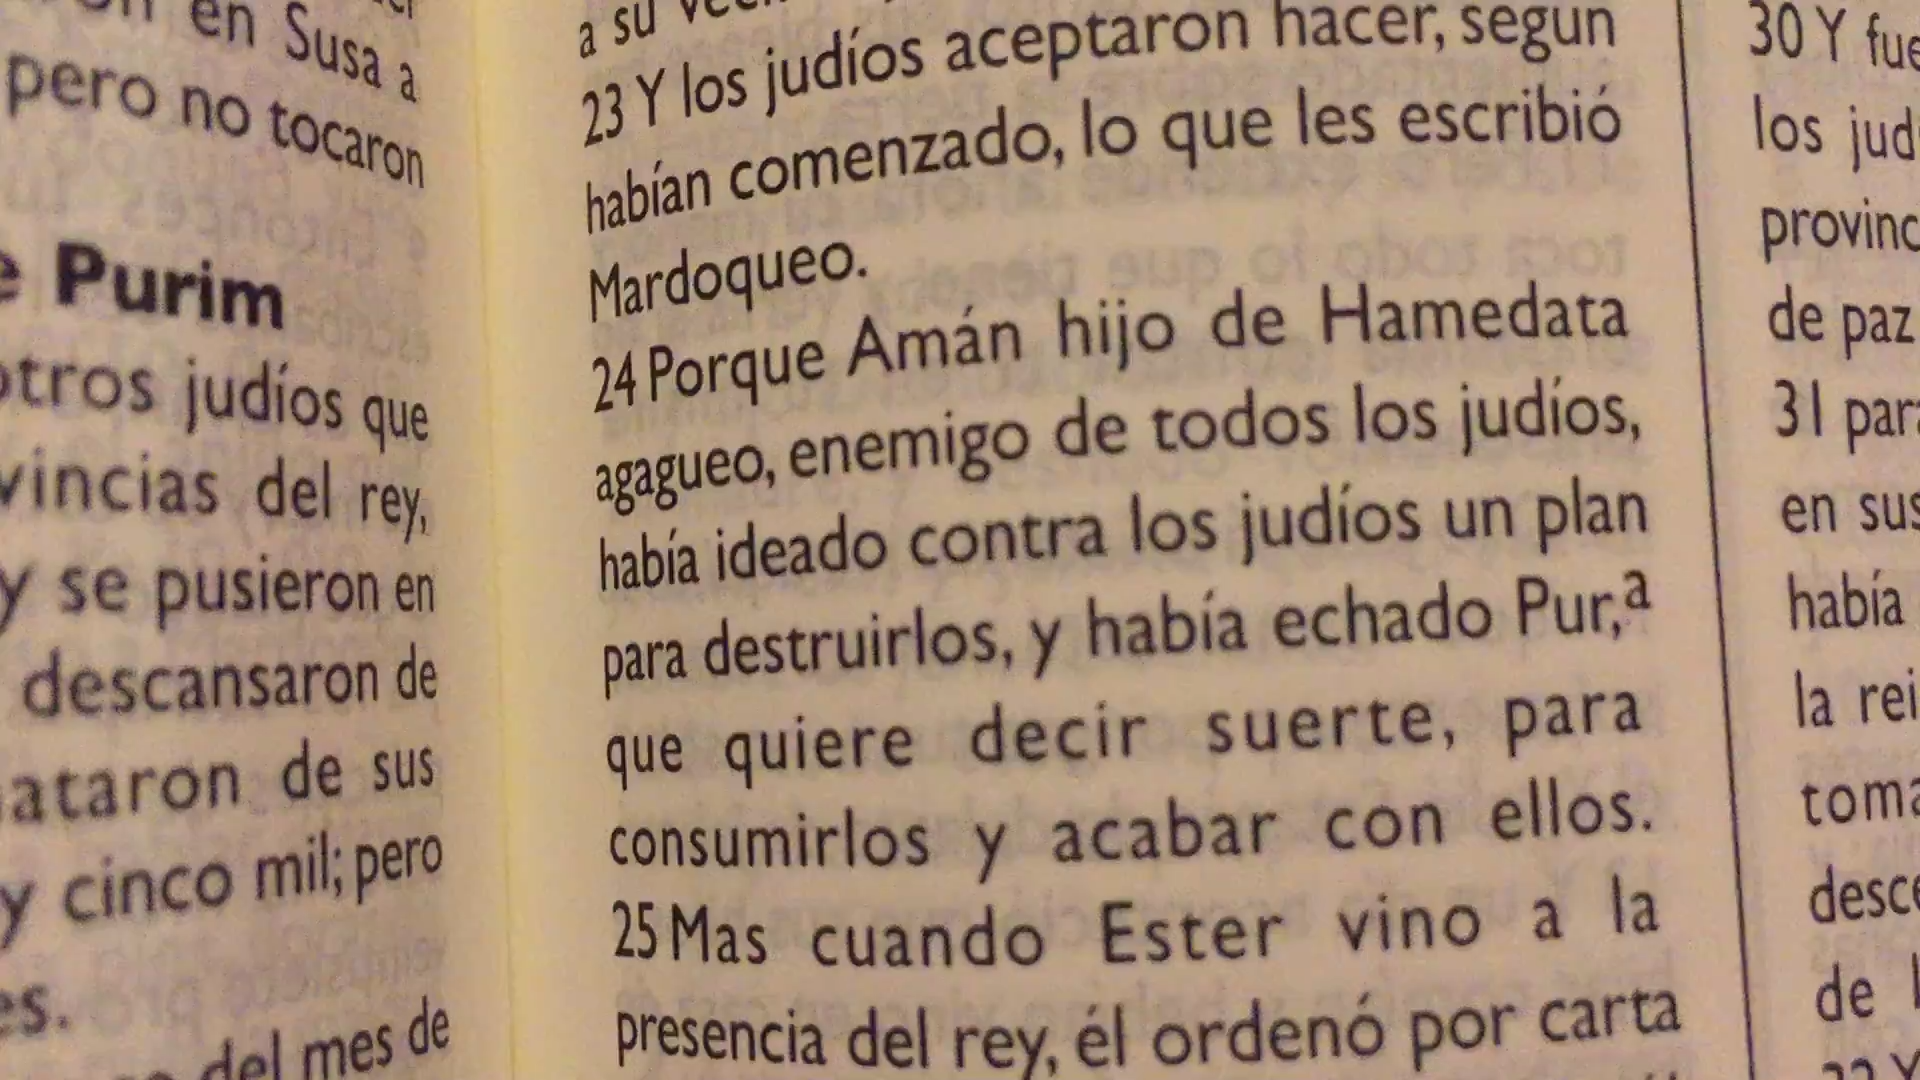 en Susa a
pero no tocaron
Purim
otros judíos que
vincias del rey,
y se pusieron en
descansaron de
mataron de sus
y cinco mil; pero
es.
del mes de
a su
23 Y los judíos aceptaron hacer, según
habían comenzado, lo que les escribió
Mardoqueo.
24 Porque Amán hijo de Hamedata
agagueo, enemigo de todos los judíos,
había ideado contra los judíos un plan
para destruirlos, y había echado Pur,ª
que quiere decir suerte, para
consumirlos y acabar con ellos.
25 Mas cuando Ester vino a la
presencia del rey, él ordenó por carta
30 Y fue
los jud
provinc
de paz
31 para
en sus
había
la rei
toma
desce
de l